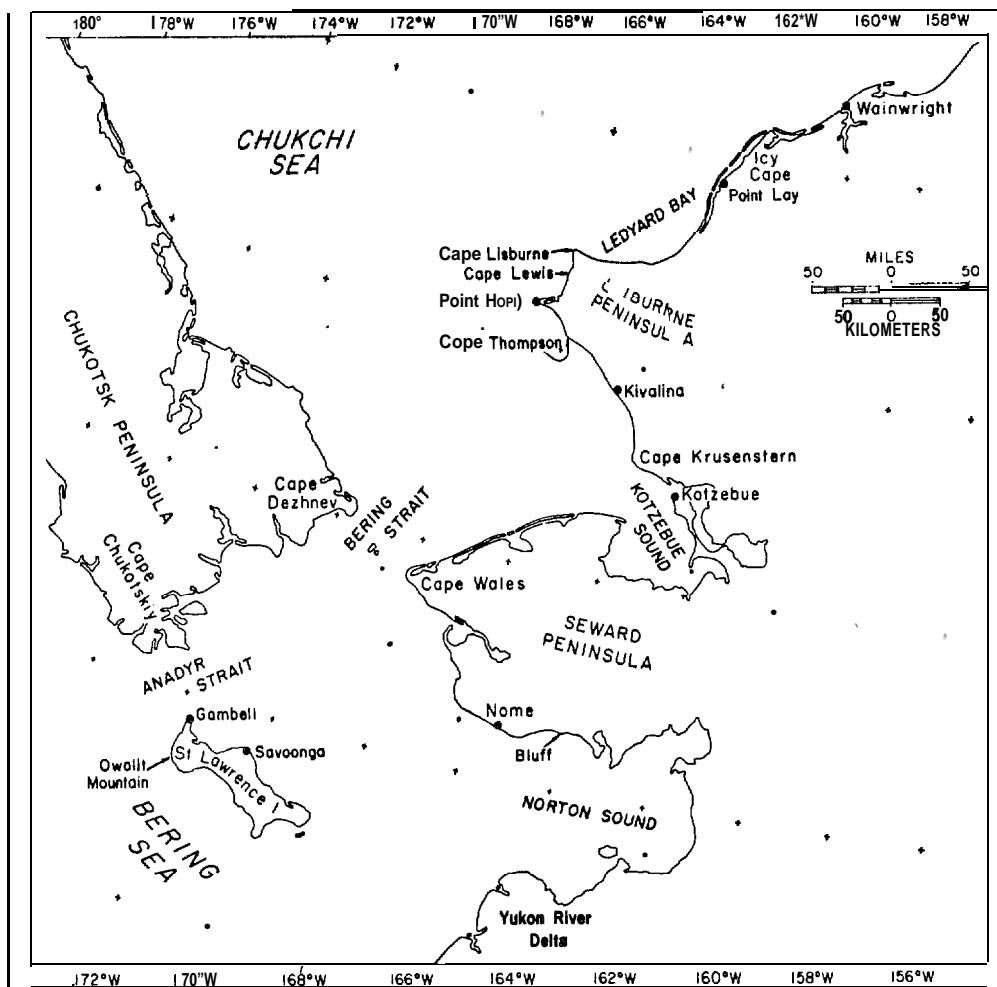 180° 178°W 176°W 174°W 172°W 170°W 168°W 166°W 164°W 162°W 160°W 158°W
CHUKCHI
SEA
Wainwright
Icy
Cape
Point Lay
LEDYARD BAY
Cape Lisburne
Cape Lewis
Point HOPI)
L IBURNE
PENINSUL A
MILES
50 0 50
50 0 50
KILOMETERS
Cope Thompson
Kivalina
CHUKOTSK PENINSULA
Cape Krusenstern
Cape
Dezhnev
Kotzebue
BERING
STRAIT
KOTZEBUE
SOUND
Cape
Chukotskiy
Cape Wales
SEWARD
PENINSULA
ANADYR
STRAIT
Gambell
Nome
Bluff
Savoonga
St Lawrence I
Owalit
Mountain
NORTON SOUND
BERING
SEA
Yukon River
Delta
172°W 170°W 168°W 166°W 164°W 162°W 160°W 158°W 156°W